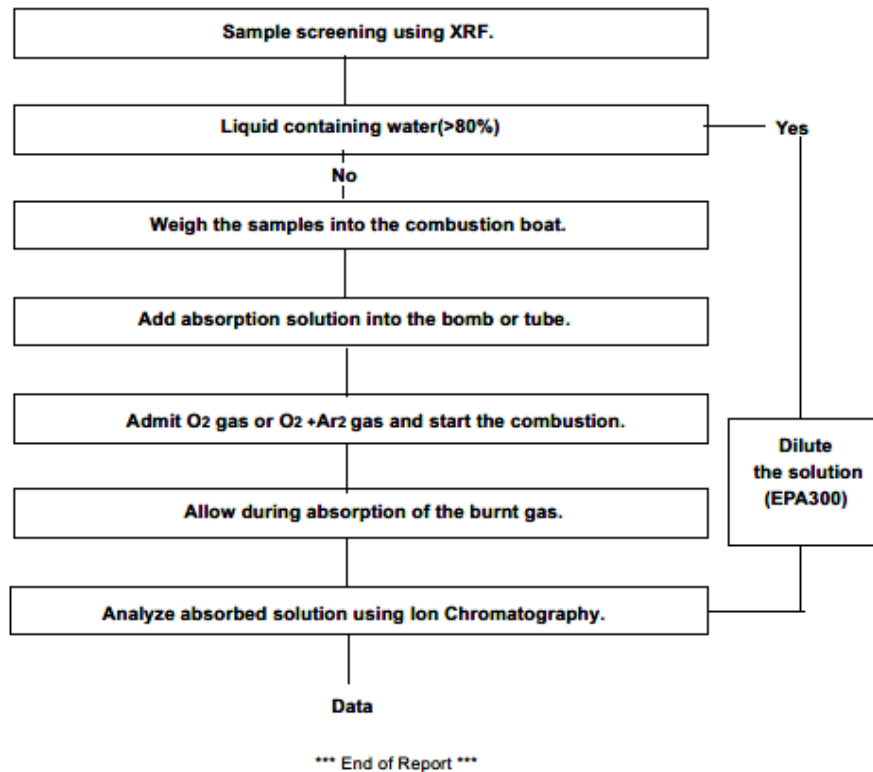 Sample screening using XRF.
Liquid containing water(>80%)
Yes
No
Weigh the samples into the combustion boat.
Add absorption solution into the bomb or tube.
Admit O2 gas or O2 +Ar2 gas and start the combustion.
Dilute
the solution
(EPA300)
Allow during absorption of the burnt gas.
Analyze absorbed solution using Ion Chromatography.
Data
*** End of Report ***